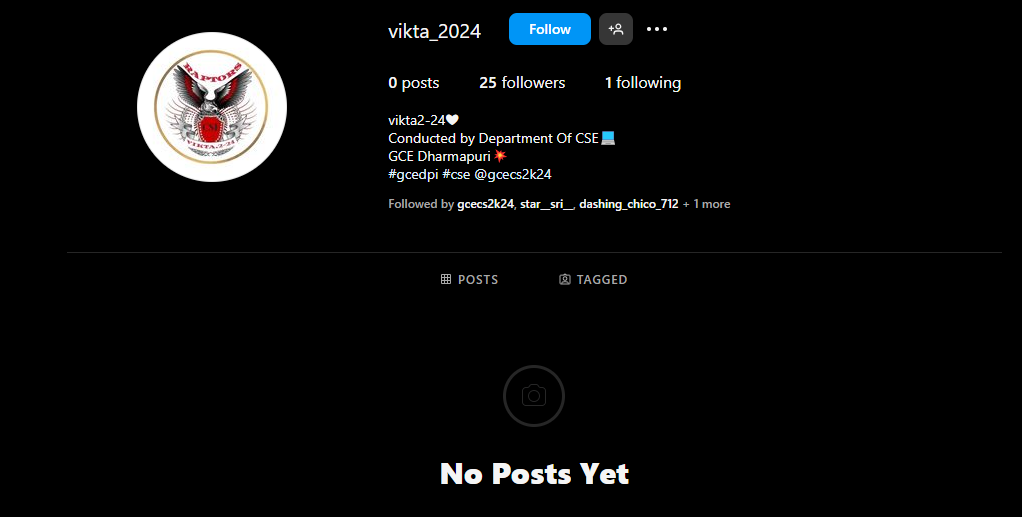 RAPTORS
CSE
VIKTA.2-24
vikta_2024 Follow
0 posts 25 followers 1 following
vikta2-24🤍
Conducted by Department Of CSE💻
GCE Dharmapuri💥
#gcedpi #cse @gcecs2k24
Followed by gcecs2k24, star__sri__, dashing_chico_712 + 1 more
POSTS TAGGED
No Posts Yet